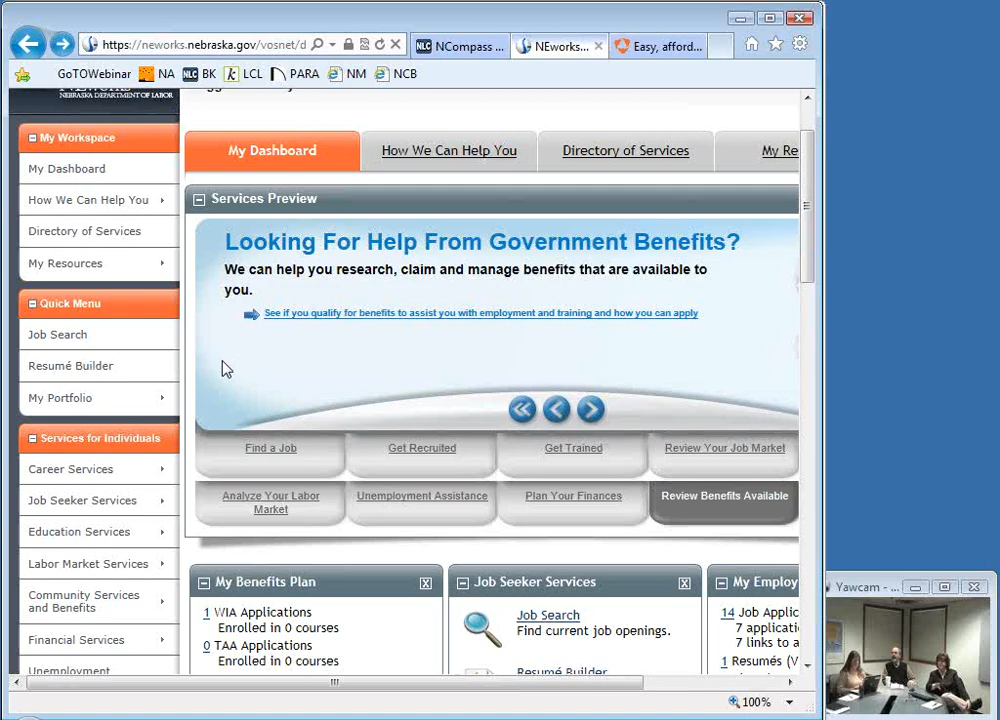 https://neworks.nebraska.gov/vosnet/d
NCompass ...
NEworks...
Easy, afford...
GoTOWebinar
NA
NLC BK
k LCL
PARA
NM
NCB
NEBRASKA DEPARTMENT OF LABOR
My Workspace
My Dashboard
How We Can Help You
Directory of Services
My Resources
Quick Menu
Job Search
Resumé Builder
My Portfolio
Services for Individuals
Career Services
Job Seeker Services
Education Services
Labor Market Services
Community Services
and Benefits
Financial Services
Unemployment
My Dashboard
How We Can Help You
Directory of Services
My Re
Services Preview
Looking For Help From Government Benefits?
We can help you research, claim and manage benefits that are available to
you.
See if you qualify for benefits to assist you with employment and training and how you can apply
Find a Job
Get Recruited
Get Trained
Review Your Job Market
Analyze Your Labor
Market
Unemployment Assistance
Plan Your Finances
Review Benefits Available
My Benefits Plan
1 WIA Applications
Enrolled in 0 courses
0 TAA Applications
Enrolled in 0 courses
Job Seeker Services
Job Search
Find current job openings.
Resumé Builder
My Employ
14 Job Applic
7 applicati
7 links to a
1 Resumés (V
100%
Yawcam - ...